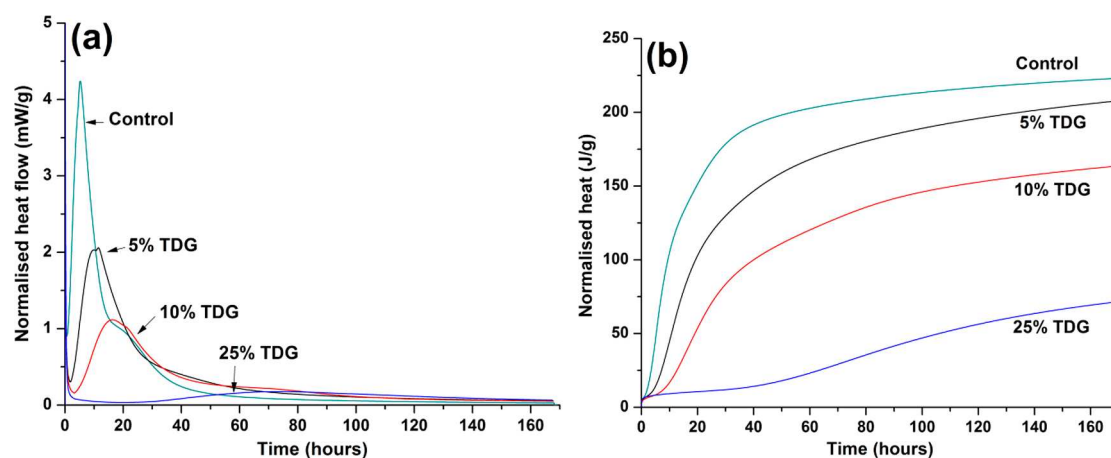 (a)
Normalised heat flow (mW/g)
5
4
3
2
1
0
Control
5% TDG
10% TDG
25% TDG
0 20 40 60 80 100 120 140 160
Time (hours)
(b)
Normalised heat (J/g)
250
200
150
100
50
0
Control
5% TDG
10% TDG
25% TDG
0 20 40 60 80 100 120 140 160
Time (hours)